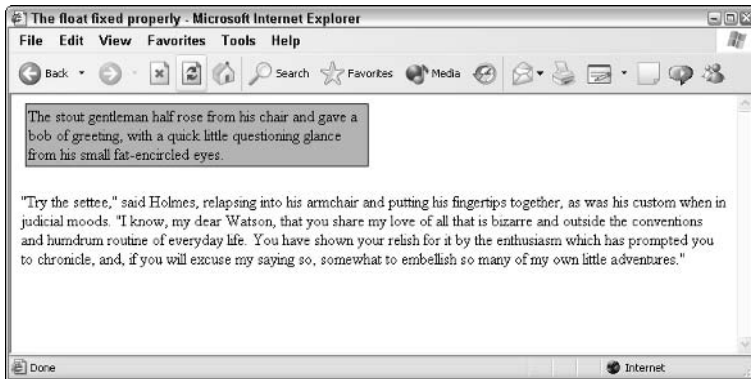 The float fixed properly - Microsoft Internet Explorer
File Edit View Favorites Tools Help
Back Search Favorites Media
The stout gentleman half rose from his chair and gave a
bob of greeting, with a quick little questioning glance
from his small fat-encircled eyes.
"Try the settee," said Holmes, relapsing into his armchair and putting his fingertips together, as was his custom when in
judicial moods. "I know, my dear Watson, that you share my love of all that is bizarre and outside the conventions
and humdrum routine of everyday life. You have shown your relish for it by the enthusiasm which has prompted you
to chronicle, and, if you will excuse my saying so, somewhat to embellish so many of my own little adventures."
Done Internet